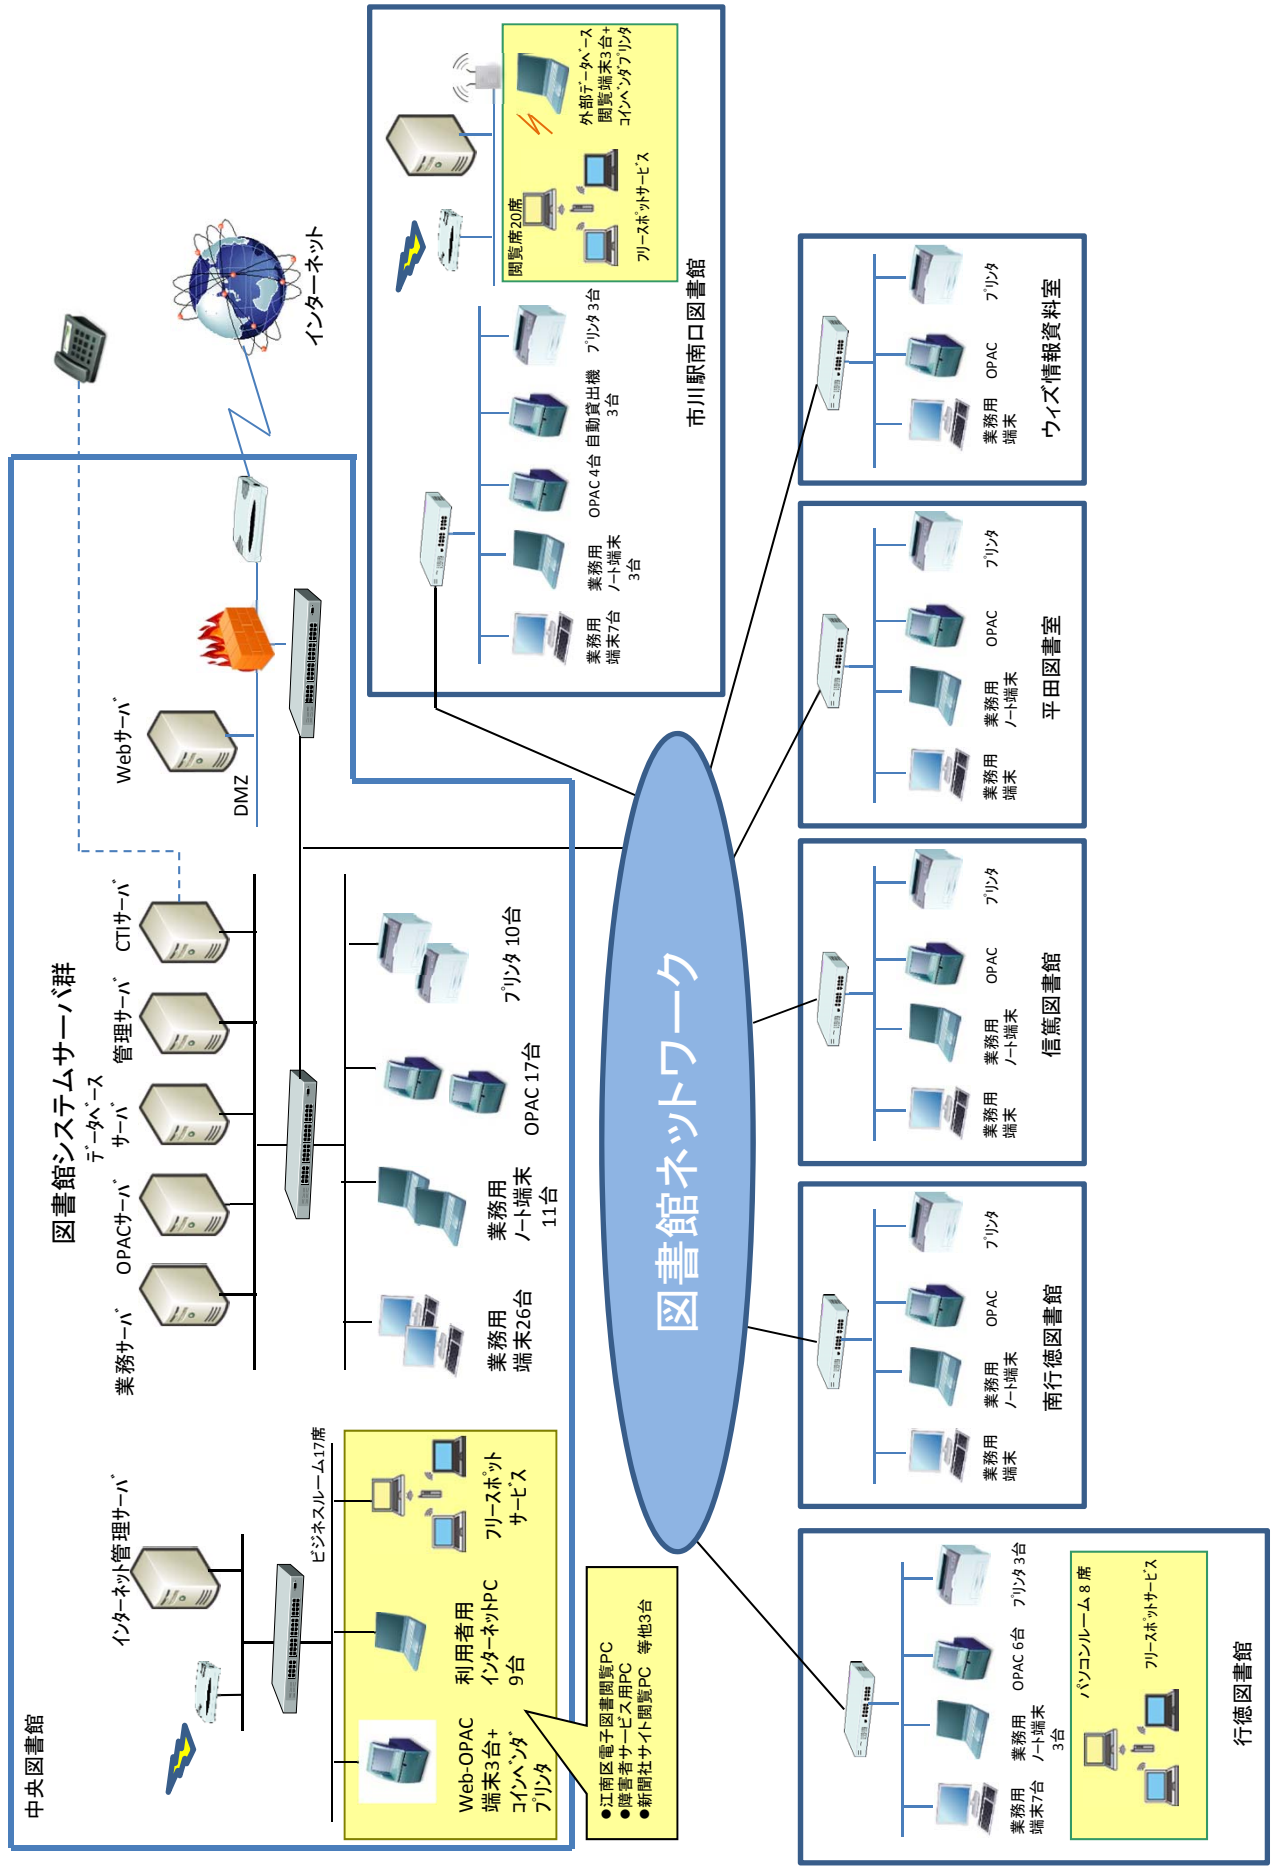 中央図書館
インターネット管理サーバ
ビジネスルーム17席
Web-OPAC
端末3台+
コインベンダ
プリンタ
利用者用
インターネットPC
9台
フリースポット
サービス
●江南区電子図書閲覧PC
●障害者サービス用PC
●新聞社サイト閲覧PC 等他3台
図書館システムサーバ群
業務サーバ
OPACサーバ
データベース
サーバ
管理サーバ
CTIサーバ
業務用
端末26台
業務用
ノート端末
11台
OPAC 17台
プリンタ 10台
Webサーバ
DMZ
インターネット
図書館ネットワーク
業務用
端末7台
業務用
ノート端末
3台
OPAC 4台
自動貸出機
3台
プリンタ 3台
閲覧席20席
フリースポットサービス
外部データベース
閲覧端末3台+
コインベンダプリンタ
市川駅南口図書館
業務用
端末7台
業務用
ノート端末
3台
OPAC 6台
プリンタ 3台
パソコンルーム 8 席
フリースポットサービス
行徳図書館
業務用
端末
業務用
ノート端末
OPAC
プリンタ
南行徳図書館
業務用
端末
業務用
ノート端末
OPAC
プリンタ
信篤図書館
業務用
端末
業務用
ノート端末
OPAC
プリンタ
平田図書室
業務用
端末
OPAC
プリンタ
ウィズ情報資料室